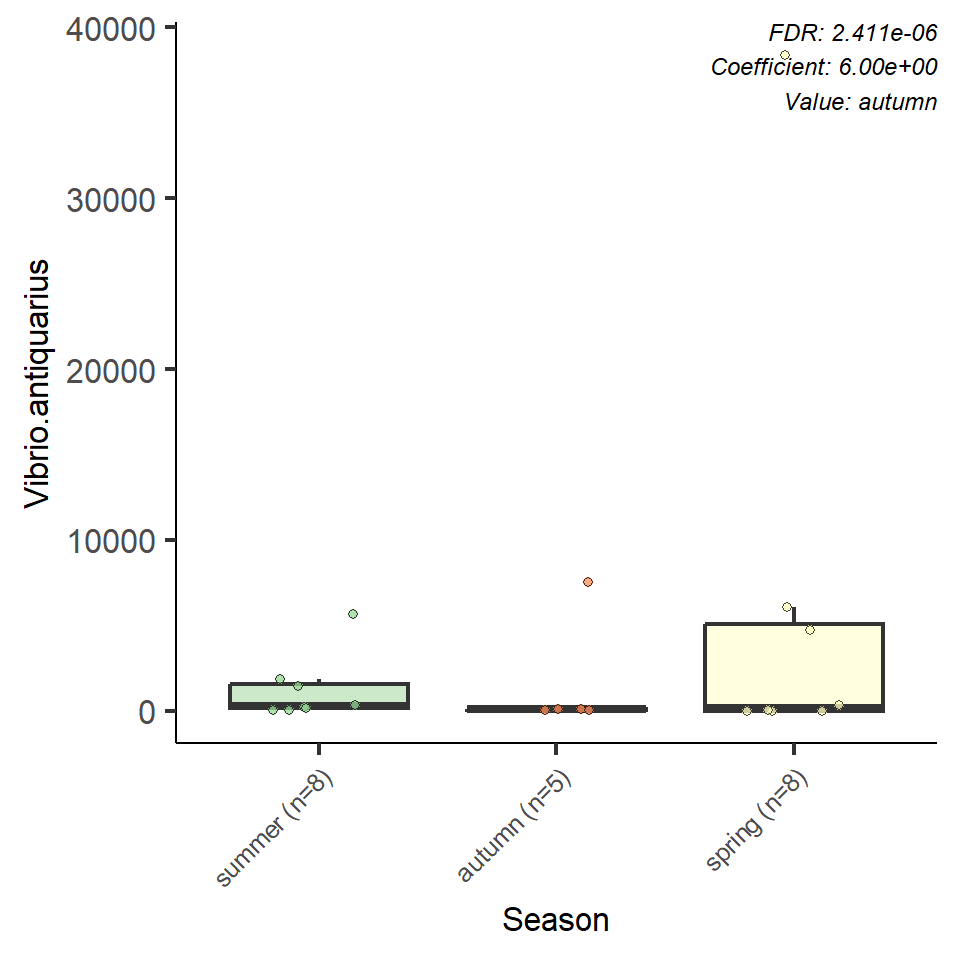 FDR: 2.411e-06
Coefficient: 6.00e+00
Value: autumn
40000
30000
20000
10000
0
Vibrio.antiquarius
summer (n=8)
autumn (n=5)
spring (n=8)
Season